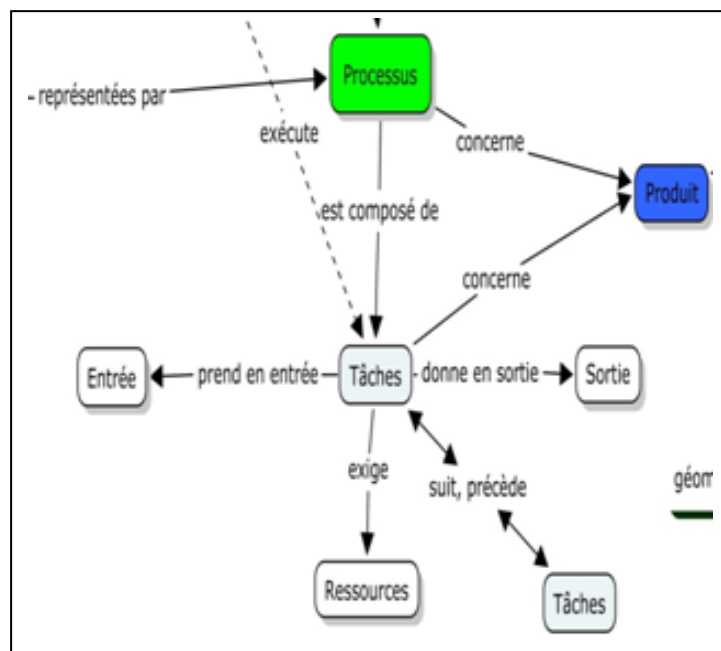 Processus
représentées par
exécute
concerne
Produit
est composé de
concerne
Entrée
prend en entrée
Tâches
donne en sortie
Sortie
exige
suit, précède
géom
Ressources
Tâches